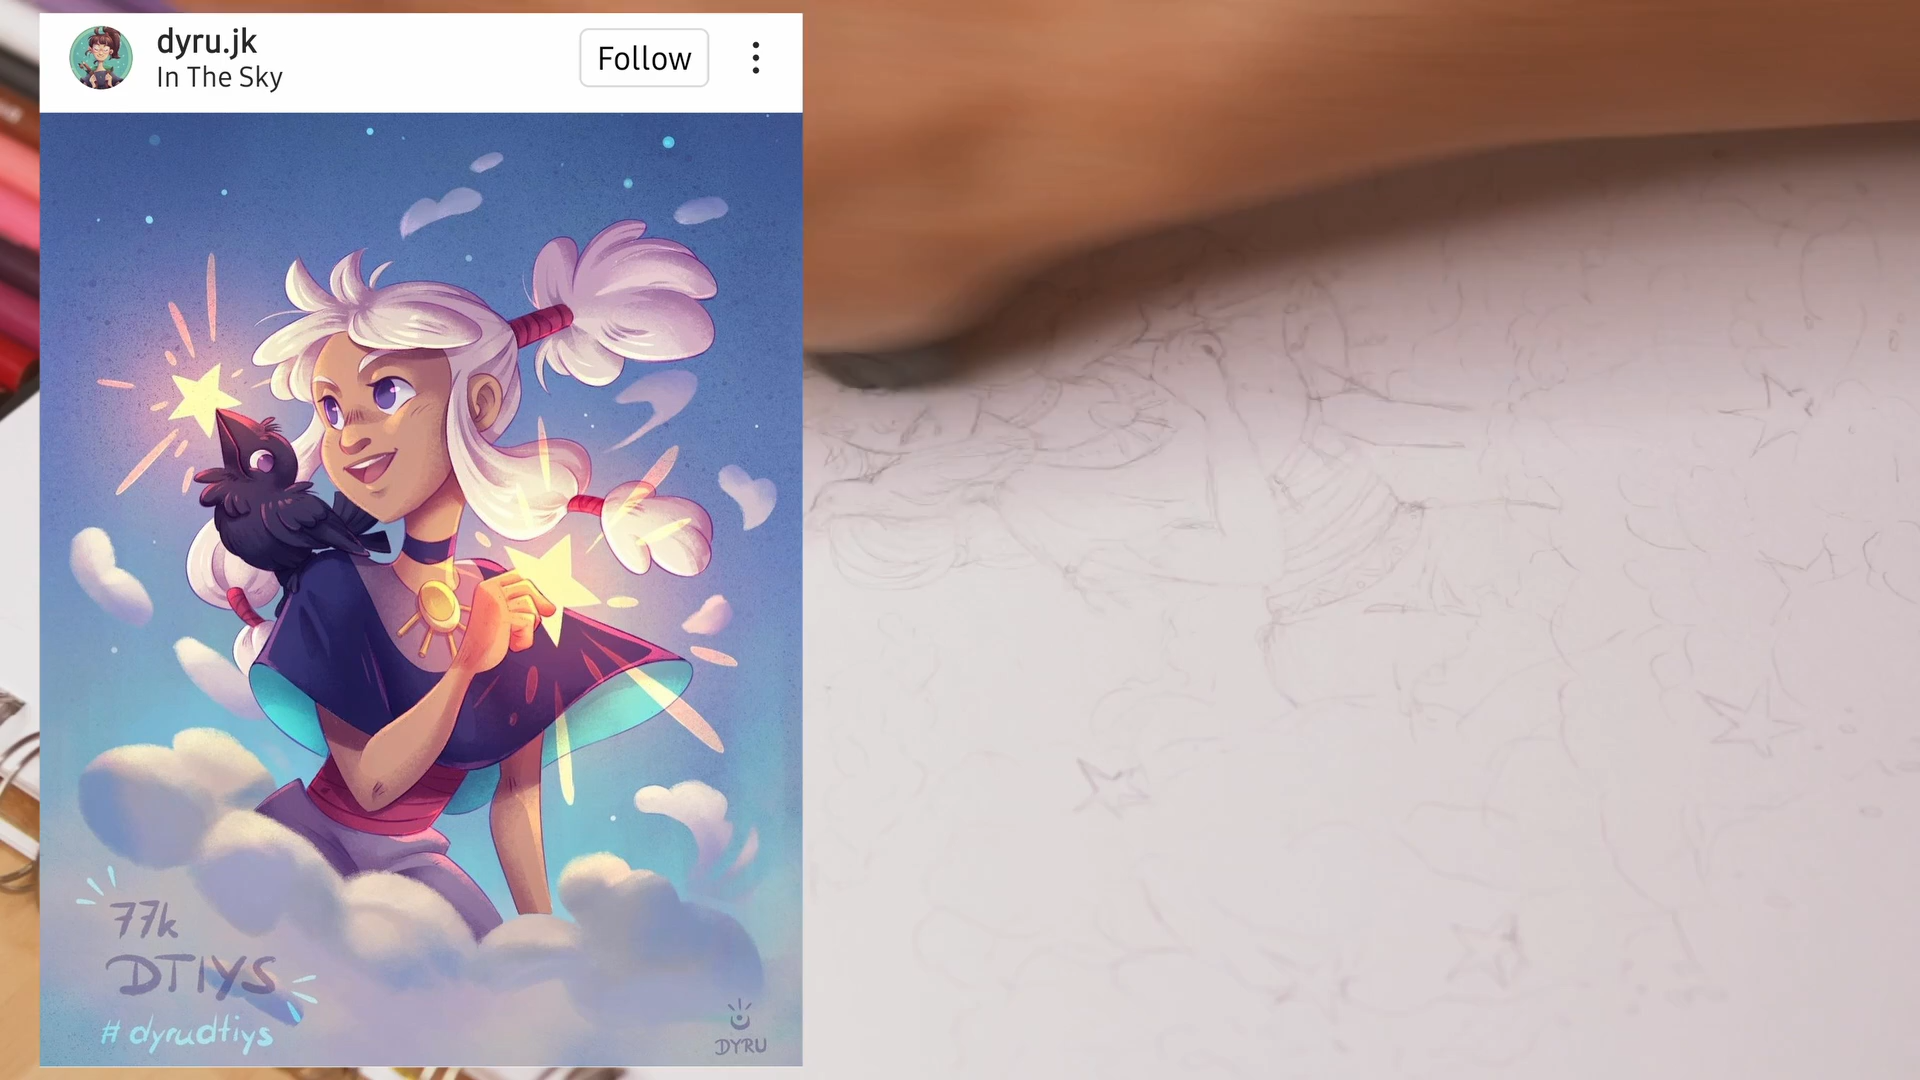 dyru.jk
In The Sky
Follow
77k
DTIYS
# dyrudtiys
DYRU